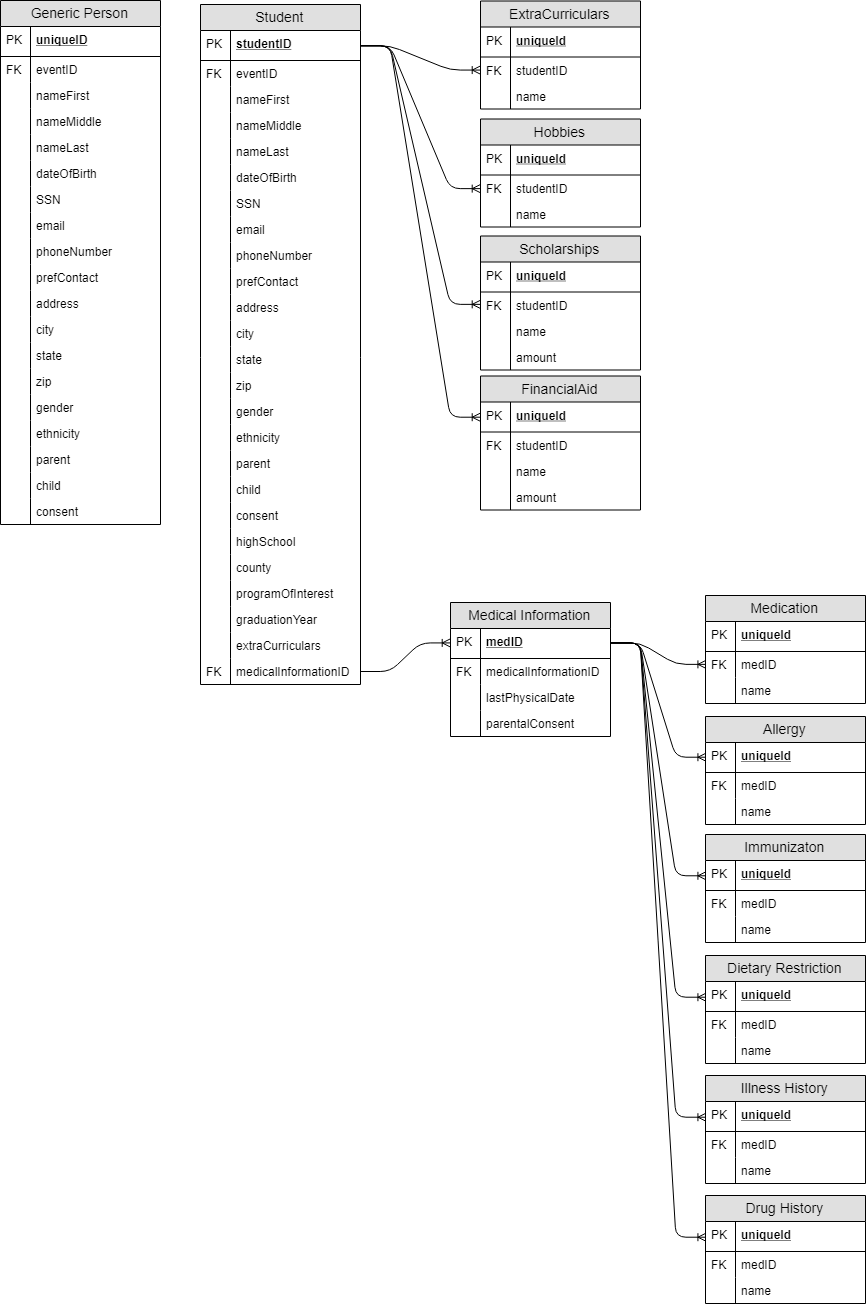 Generic Person
PK uniqueID
FK eventID
nameFirst
nameMiddle
nameLast
dateOfBirth
SSN
email
phoneNumber
prefContact
address
city
state
zip
gender
ethnicity
parent
child
consent
Student
PK studentID
FK eventID
nameFirst
nameMiddle
nameLast
dateOfBirth
SSN
email
phoneNumber
prefContact
address
city
state
zip
gender
ethnicity
parent
child
consent
highSchool
county
programOfInterest
graduationYear
extraCurriculars
FK medicalInformationID
ExtraCurriculars
PK uniqueId
FK studentID
name
Hobbies
PK uniqueId
FK studentID
name
Scholarships
PK uniqueId
FK studentID
name
amount
FinancialAid
PK uniqueId
FK studentID
name
amount
Medical Information
PK medID
FK medicalInformationID
lastPhysicalDate
parentalConsent
Medication
PK uniqueId
FK medID
name
Allergy
PK uniqueId
FK medID
name
Immunizaton
PK uniqueId
FK medID
name
Dietary Restriction
PK uniqueId
FK medID
name
Illness History
PK uniqueId
FK medID
name
Drug History
PK uniqueId
FK medID
name